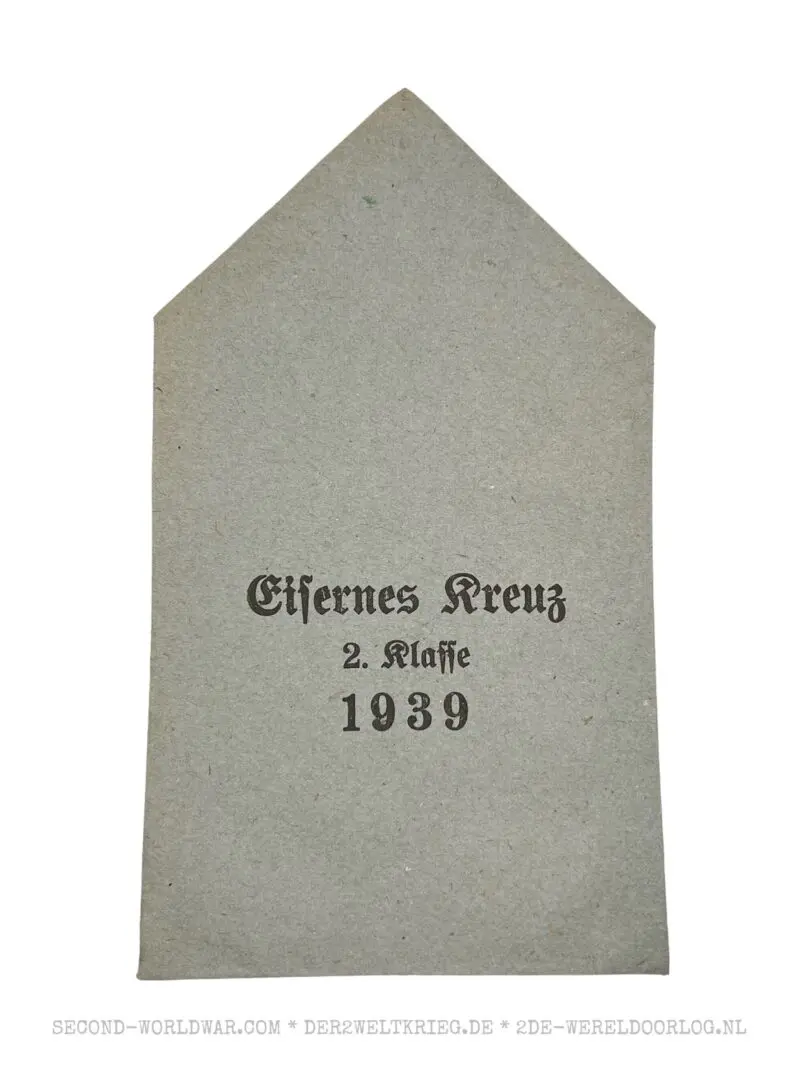 Eisernes Kreuz
2. Klasse
1939
SECOND-WORLDWAR.COM * DER2WELTKRIEG.DE * 2DE-WERELDOORLOG.NL